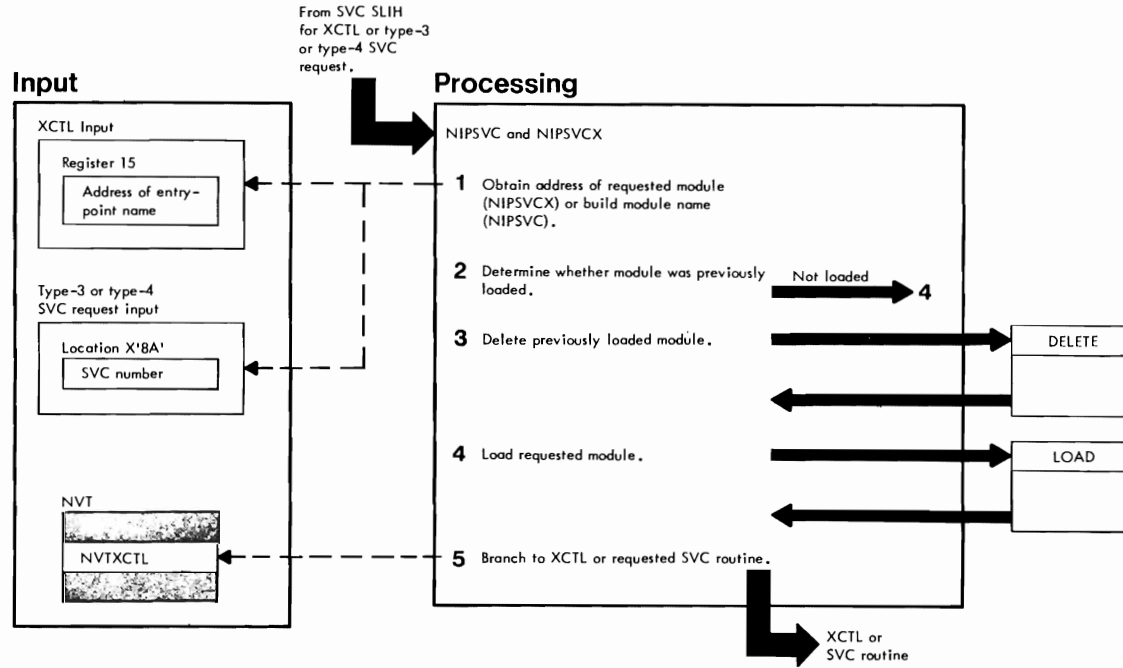 From SVC SLIH
for XCTL or type-3
or type-4 SVC
request.
Input
Processing
XCTL Input
Register 15
Address of entry-
point name
Type-3 or type-4
SVC request input
Location X'8A'
SVC number
NVT
NVTXCTL
NIPSVC and NIPSVCX
1 Obtain address of requested module
(NIPSVCX) or build module name
(NIPSVC).
2 Determine whether module was previously
loaded.
Not loaded
4
3 Delete previously loaded module.
DELETE
4 Load requested module.
LOAD
5 Branch to XCTL or requested SVC routine.
XCTL or
SVC routine